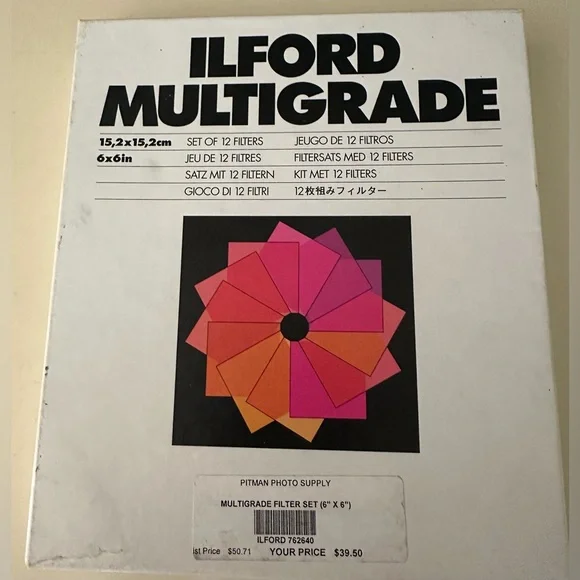 ILFORD
MULTIGRADE
15,2x15,2cm SET OF 12 FILTERS JEUGO DE 12 FILTROS
6x6in JEU DE 12 FILTRES FILTERSATS MED 12 FILTERS
SATZ MIT 12 FILTERN KIT MET 12 FILTERS
GIOCO DI 12 FILTRI 12枚組みフィルター
PITMAN PHOTO SUPPLY
MULTIGRADE FILTER SET (6" X 6")
ILFORD 762640
ist Price $50.71 YOUR PRICE $39.50